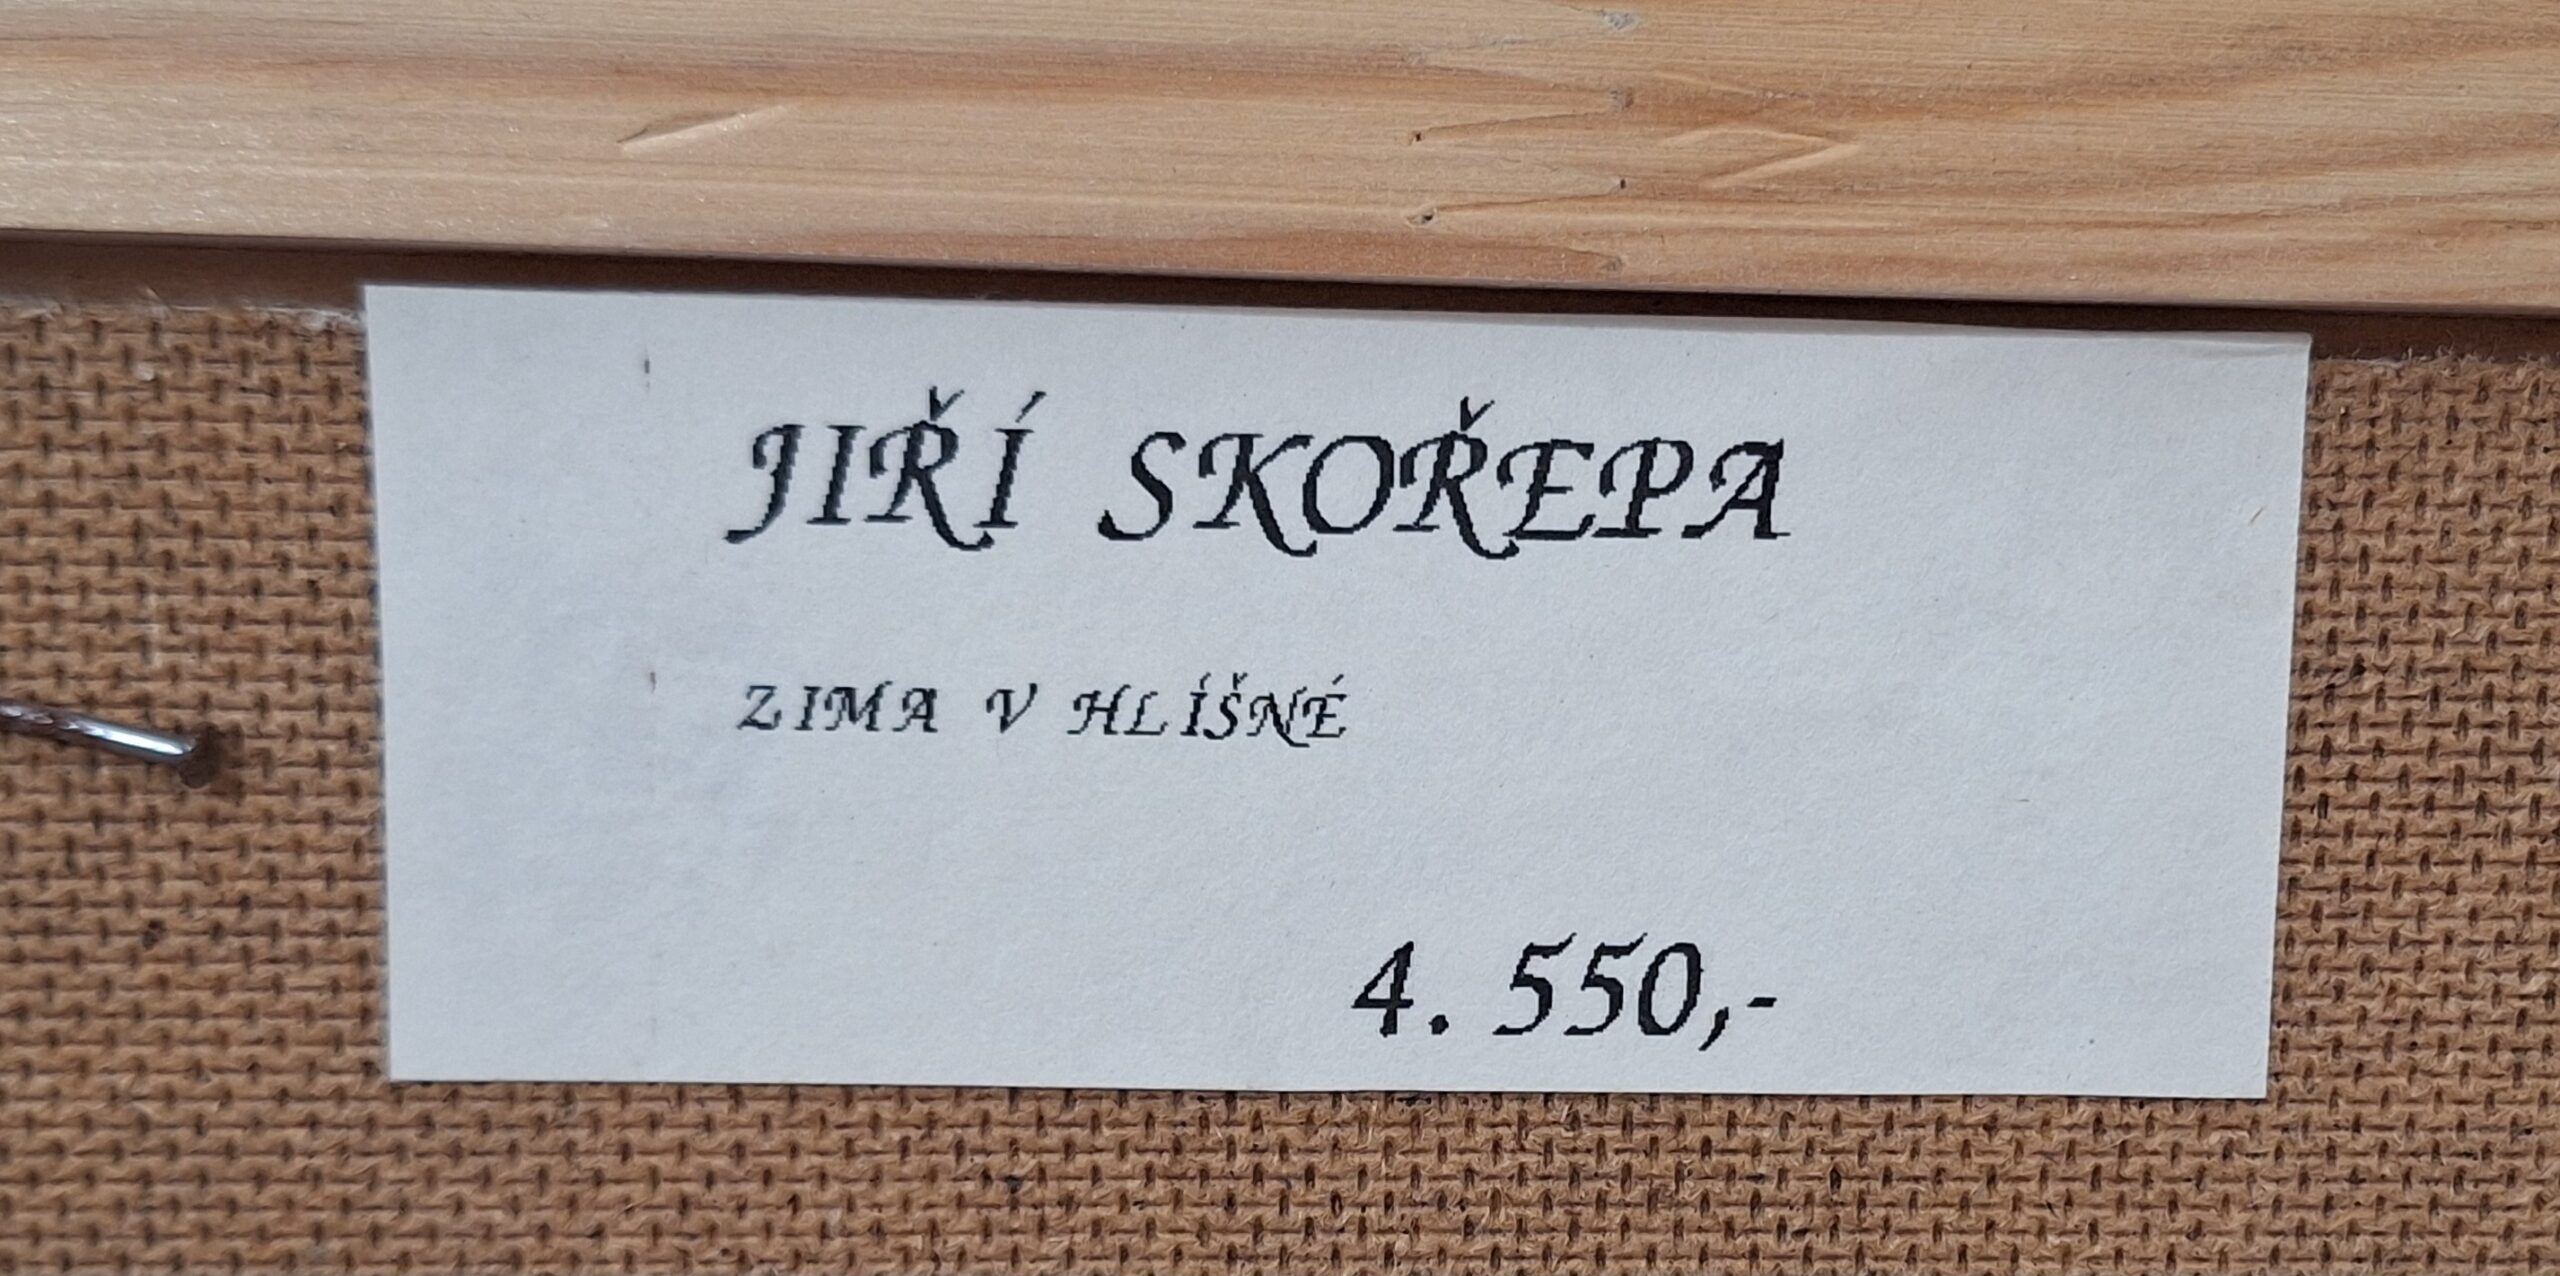 JIŘÍ SKOŘEPA
ZIMA V HLÍŠNÉ
4. 550,-